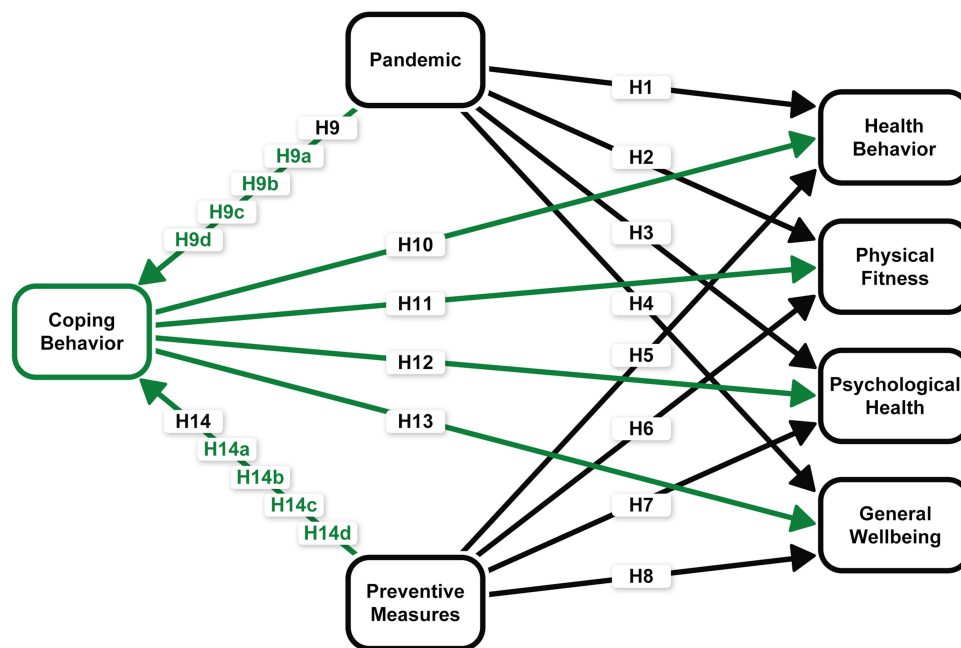 Pandemic
H1
Health
Behavior
H9
H9a
H9b
H9c
H9d
H2
H3
H10
Physical
Fitness
H11
H4
Coping
Behavior
H5
H12
Psychological
Health
H13
H6
H14
H14a
H14b
H14c
H14d
H7
General
Wellbeing
H8
Preventive
Measures